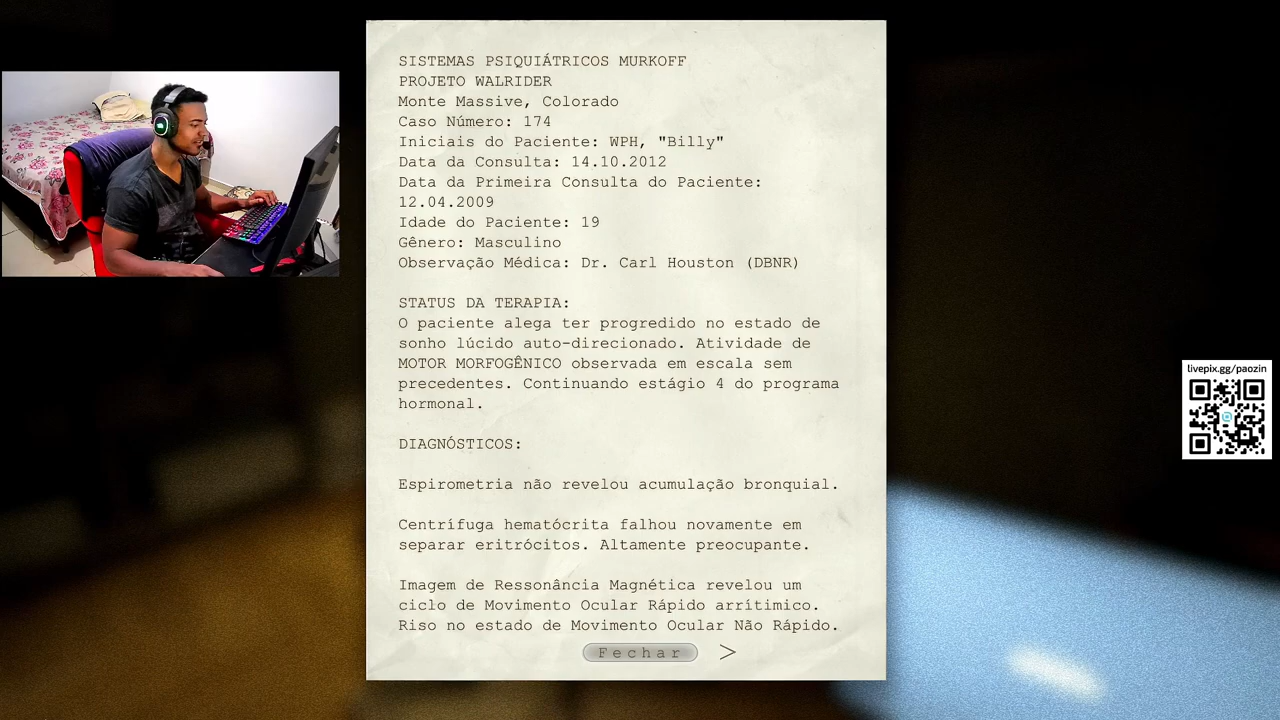 SISTEMAS PSIQUIÁTRICOS MURKOFF
PROJETO WALRIDER
Monte Massive, Colorado
Caso Número: 174
Iniciais do Paciente: WPH, "Billy"
Data da Consulta: 14.10.2012
Data da Primeira Consulta do Paciente:
12.04.2009
Idade do Paciente: 19
Gênero: Masculino
Observação Médica: Dr. Carl Houston (DBNR)
STATUS DA TERAPIA:
O paciente alega ter progredido no estado de
sonho lúcido auto-direcionado. Atividade de
MOTOR MORFOGÊNICO observada em escala sem
precedentes. Continuando estágio 4 do programa
hormonal.
DIAGNÓSTICOS:
Espirometria não revelou acumulação bronquial.
Centrífuga hematócrita falhou novamente em
separar eritrócitos. Altamente preocupante.
Imagem de Ressonância Magnética revelou um
ciclo de Movimento Ocular Rápido arrítimico.
Riso no estado de Movimento Ocular Não Rápido.
Fechar >
livepix.gg/paozin